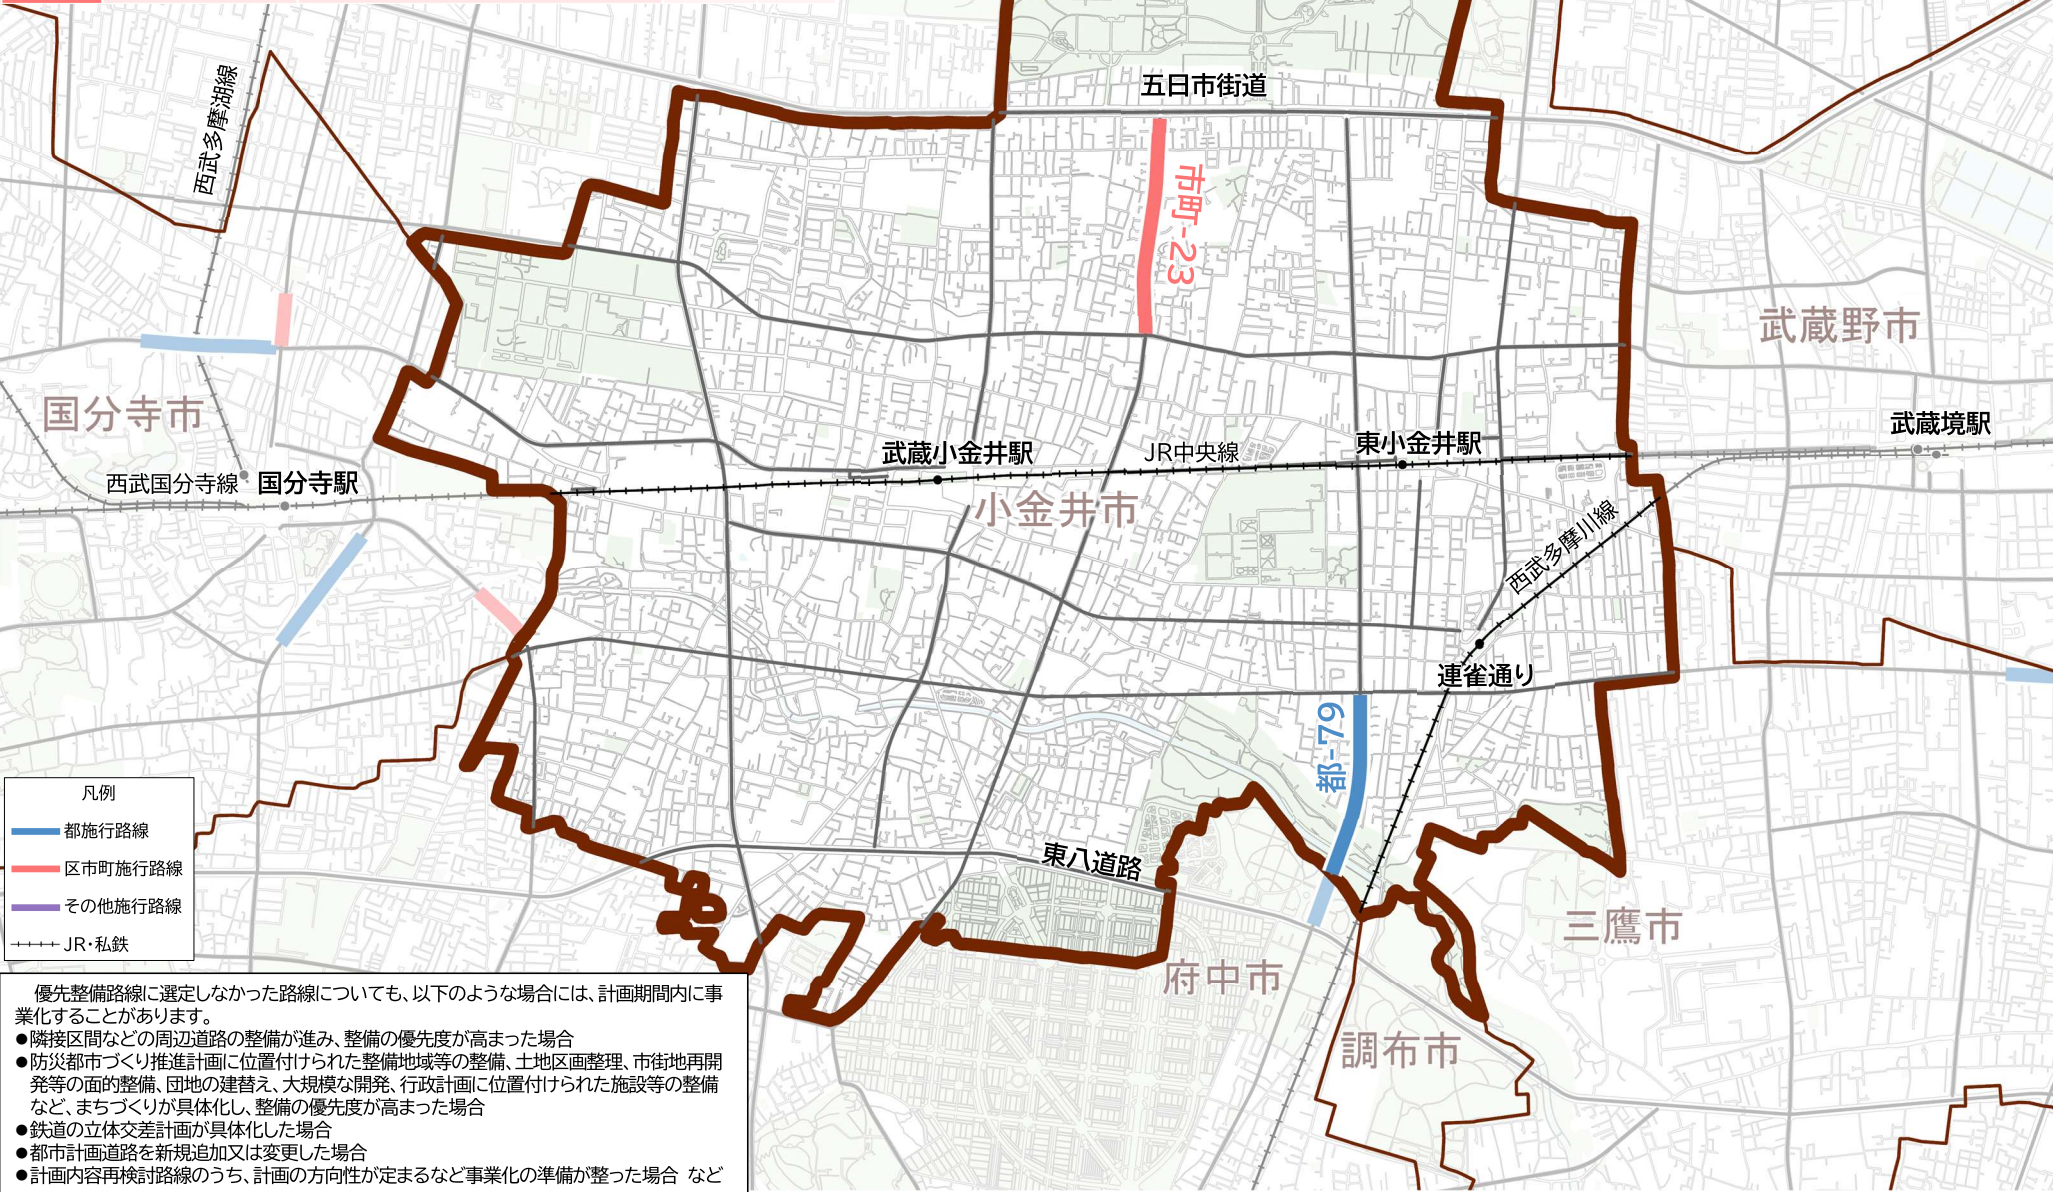 五日市街道
西武多摩湖線
市町-23
武蔵野市
国分寺市
武蔵境駅
武蔵小金井駅
JR中央線
東小金井駅
西武国分寺線
国分寺駅
小金井市
西武多摩川線
連雀通り
都-79
東八道路
三鷹市
府中市
調布市
凡例
都施行路線
区市町施行路線
その他施行路線
JR・私鉄
優先整備路線に選定しなかった路線についても、以下のような場合には、計画期間内に事
業化することがあります。
●隣接区間などの周辺道路の整備が進み、整備の優先度が高まった場合
●防災都市づくり推進計画に位置付けられた整備地域等の整備、土地区画整理、市街地再開
発等の面的整備、団地の建替え、大規模な開発、行政計画に位置付けられた施設等の整備
など、まちづくりが具体化し、整備の優先度が高まった場合
●鉄道の立体交差計画が具体化した場合
●都市計画道路を新規追加又は変更した場合
●計画内容再検討路線のうち、計画の方向性が定まるなど事業化の準備が整った場合 など